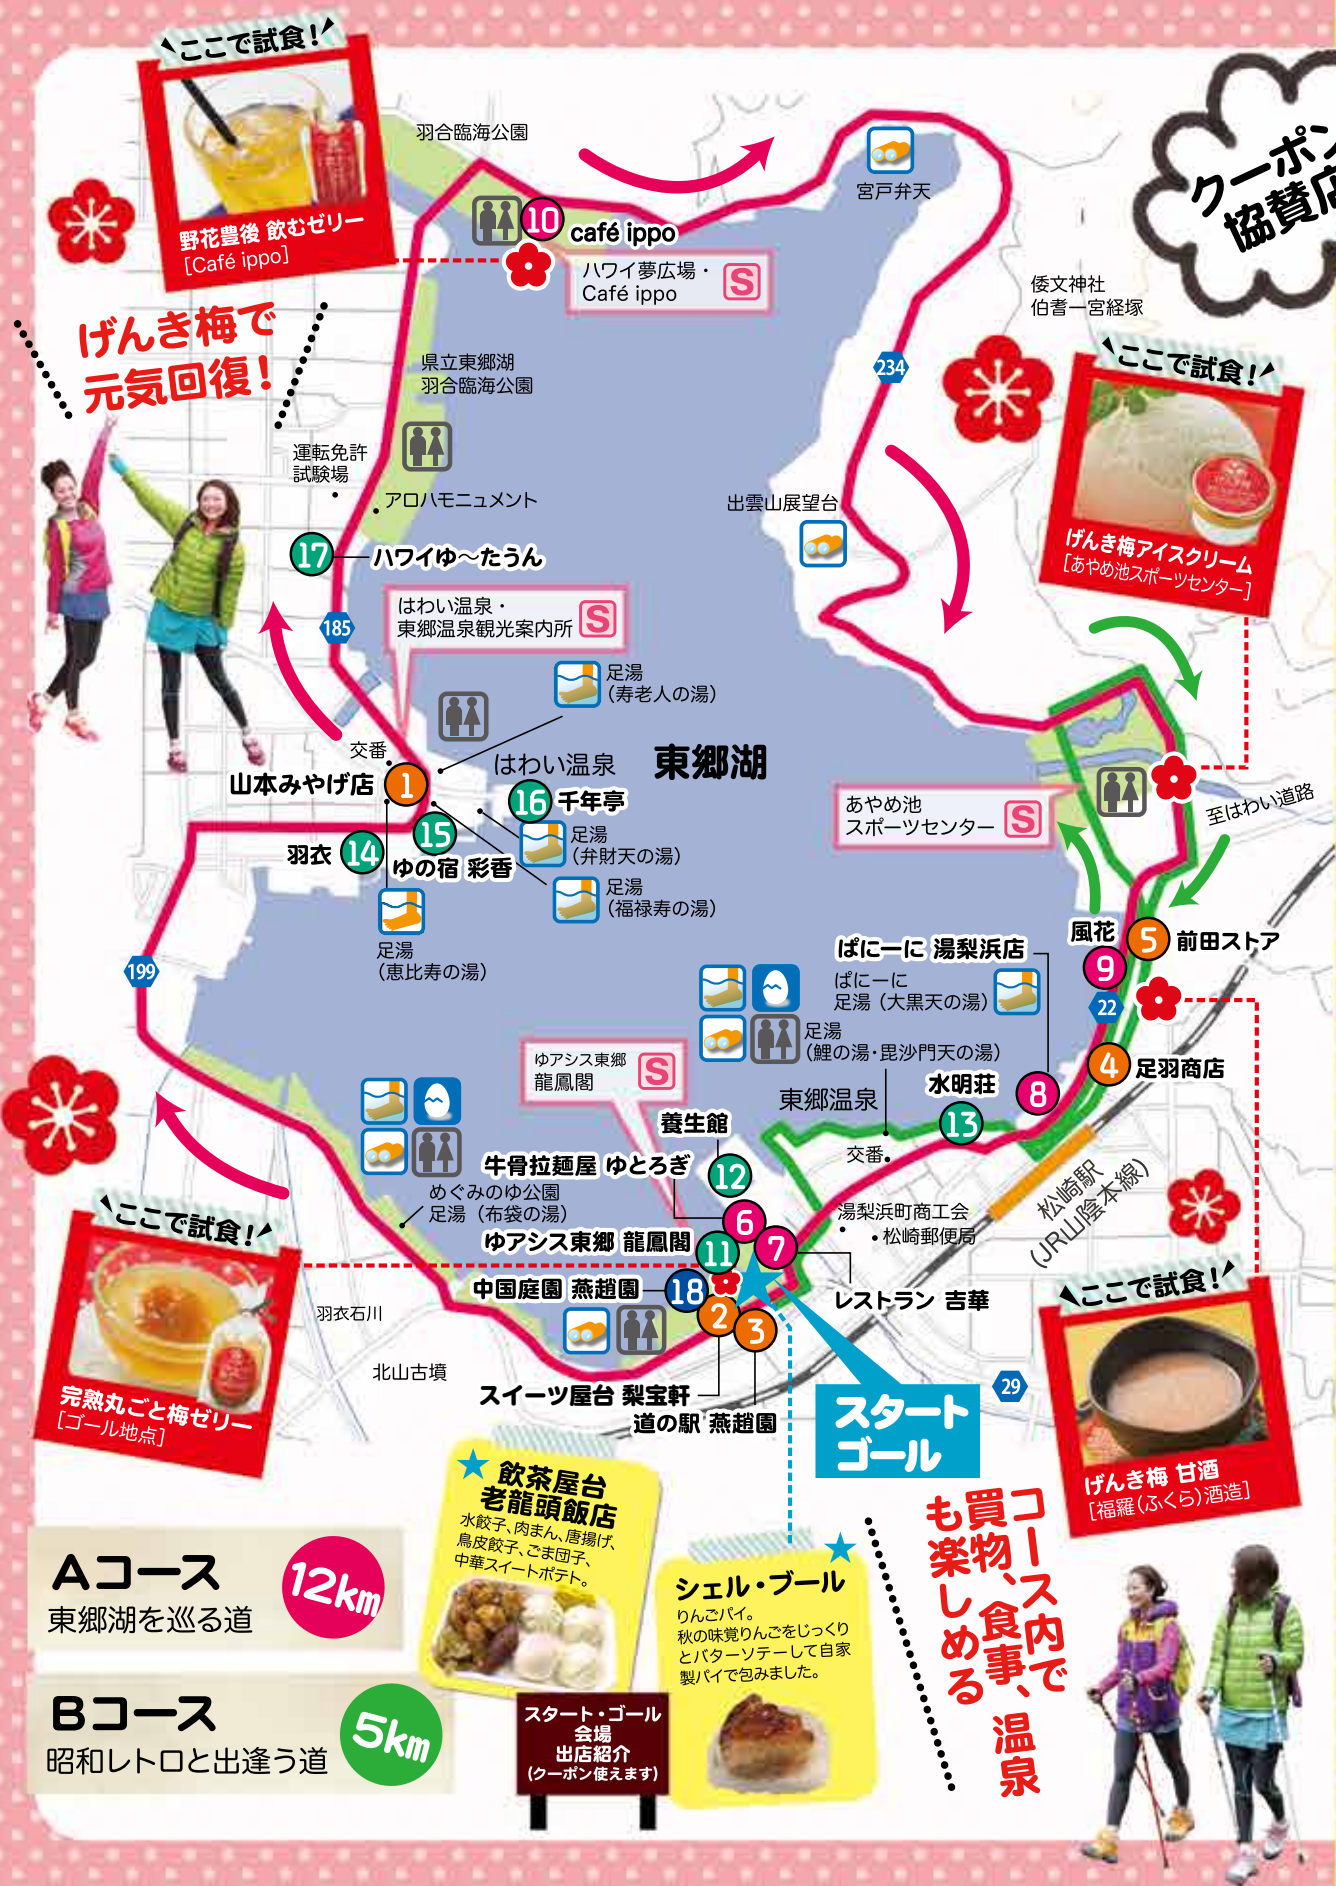 ここで試食!
野花豊後 飲むゼリー
［Café ippo］
げんき梅で
元気回復!
羽合臨海公園
10
café ippo
ハワイ夢広場・
Café ippo
S
宮戸弁天
クーポン
協賛店
倭文神社
伯耆一宮経塚
234
ここで試食!
げんき梅アイスクリーム
［あやめ池スポーツセンター］
県立東郷湖
羽合臨海公園
運転免許
試験場
アロハモニュメント
出雲山展望台
17
ハワイゆ〜たうん
185
はわい温泉・
東郷温泉観光案内所
S
足湯
（寿老人の湯）
交番
山本みやげ店
1
はわい温泉
東郷湖
16
千年亭
羽衣
14
15
ゆの宿 彩香
足湯
（弁財天の湯）
足湯
（福禄寿の湯）
足湯
（恵比寿の湯）
199
あやめ池
スポーツセンター
S
至はわい道路
風花
9
5
前田ストア
22
ぱにーに 湯梨浜店
ぱにーに
足湯（大黒天の湯）
足湯
（鯉の湯・毘沙門天の湯）
4
足羽商店
8
水明荘
13
東郷温泉
交番
ゆアシス東郷
龍鳳閣
S
養生館
12
牛骨拉麺屋 ゆとろぎ
6
7
めぐみのゆ公園
足湯（布袋の湯）
ゆアシス東郷 龍鳳閣
11
中国庭園 燕趙園
18
2
3
湯梨浜町商工会
松崎郵便局
松崎駅
（JR山陰本線）
レストラン 吉華
スイーツ屋台 梨宝軒
道の駅 燕趙園
スタート
ゴール
29
羽衣石川
北山古墳
ここで試食!
完熟丸ごと梅ゼリー
［ゴール地点］
ここで試食!
げんき梅 甘酒
［福羅（ふくら）酒造］
コース内で
買物、食事、温泉
も楽しめる
飲茶屋台
老龍頭飯店
水餃子、肉まん、唐揚げ、
鳥皮餃子、ごま団子、
中華スイートポテト。
シェル・ブール
りんごパイ。
秋の味覚りんごをじっくり
とバターソテーして自家
製パイで包みました。
スタート・ゴール
会場
出店紹介
（クーポン使えます）
Aコース
東郷湖を巡る道
12km
Bコース
昭和レトロと出逢う道
5km